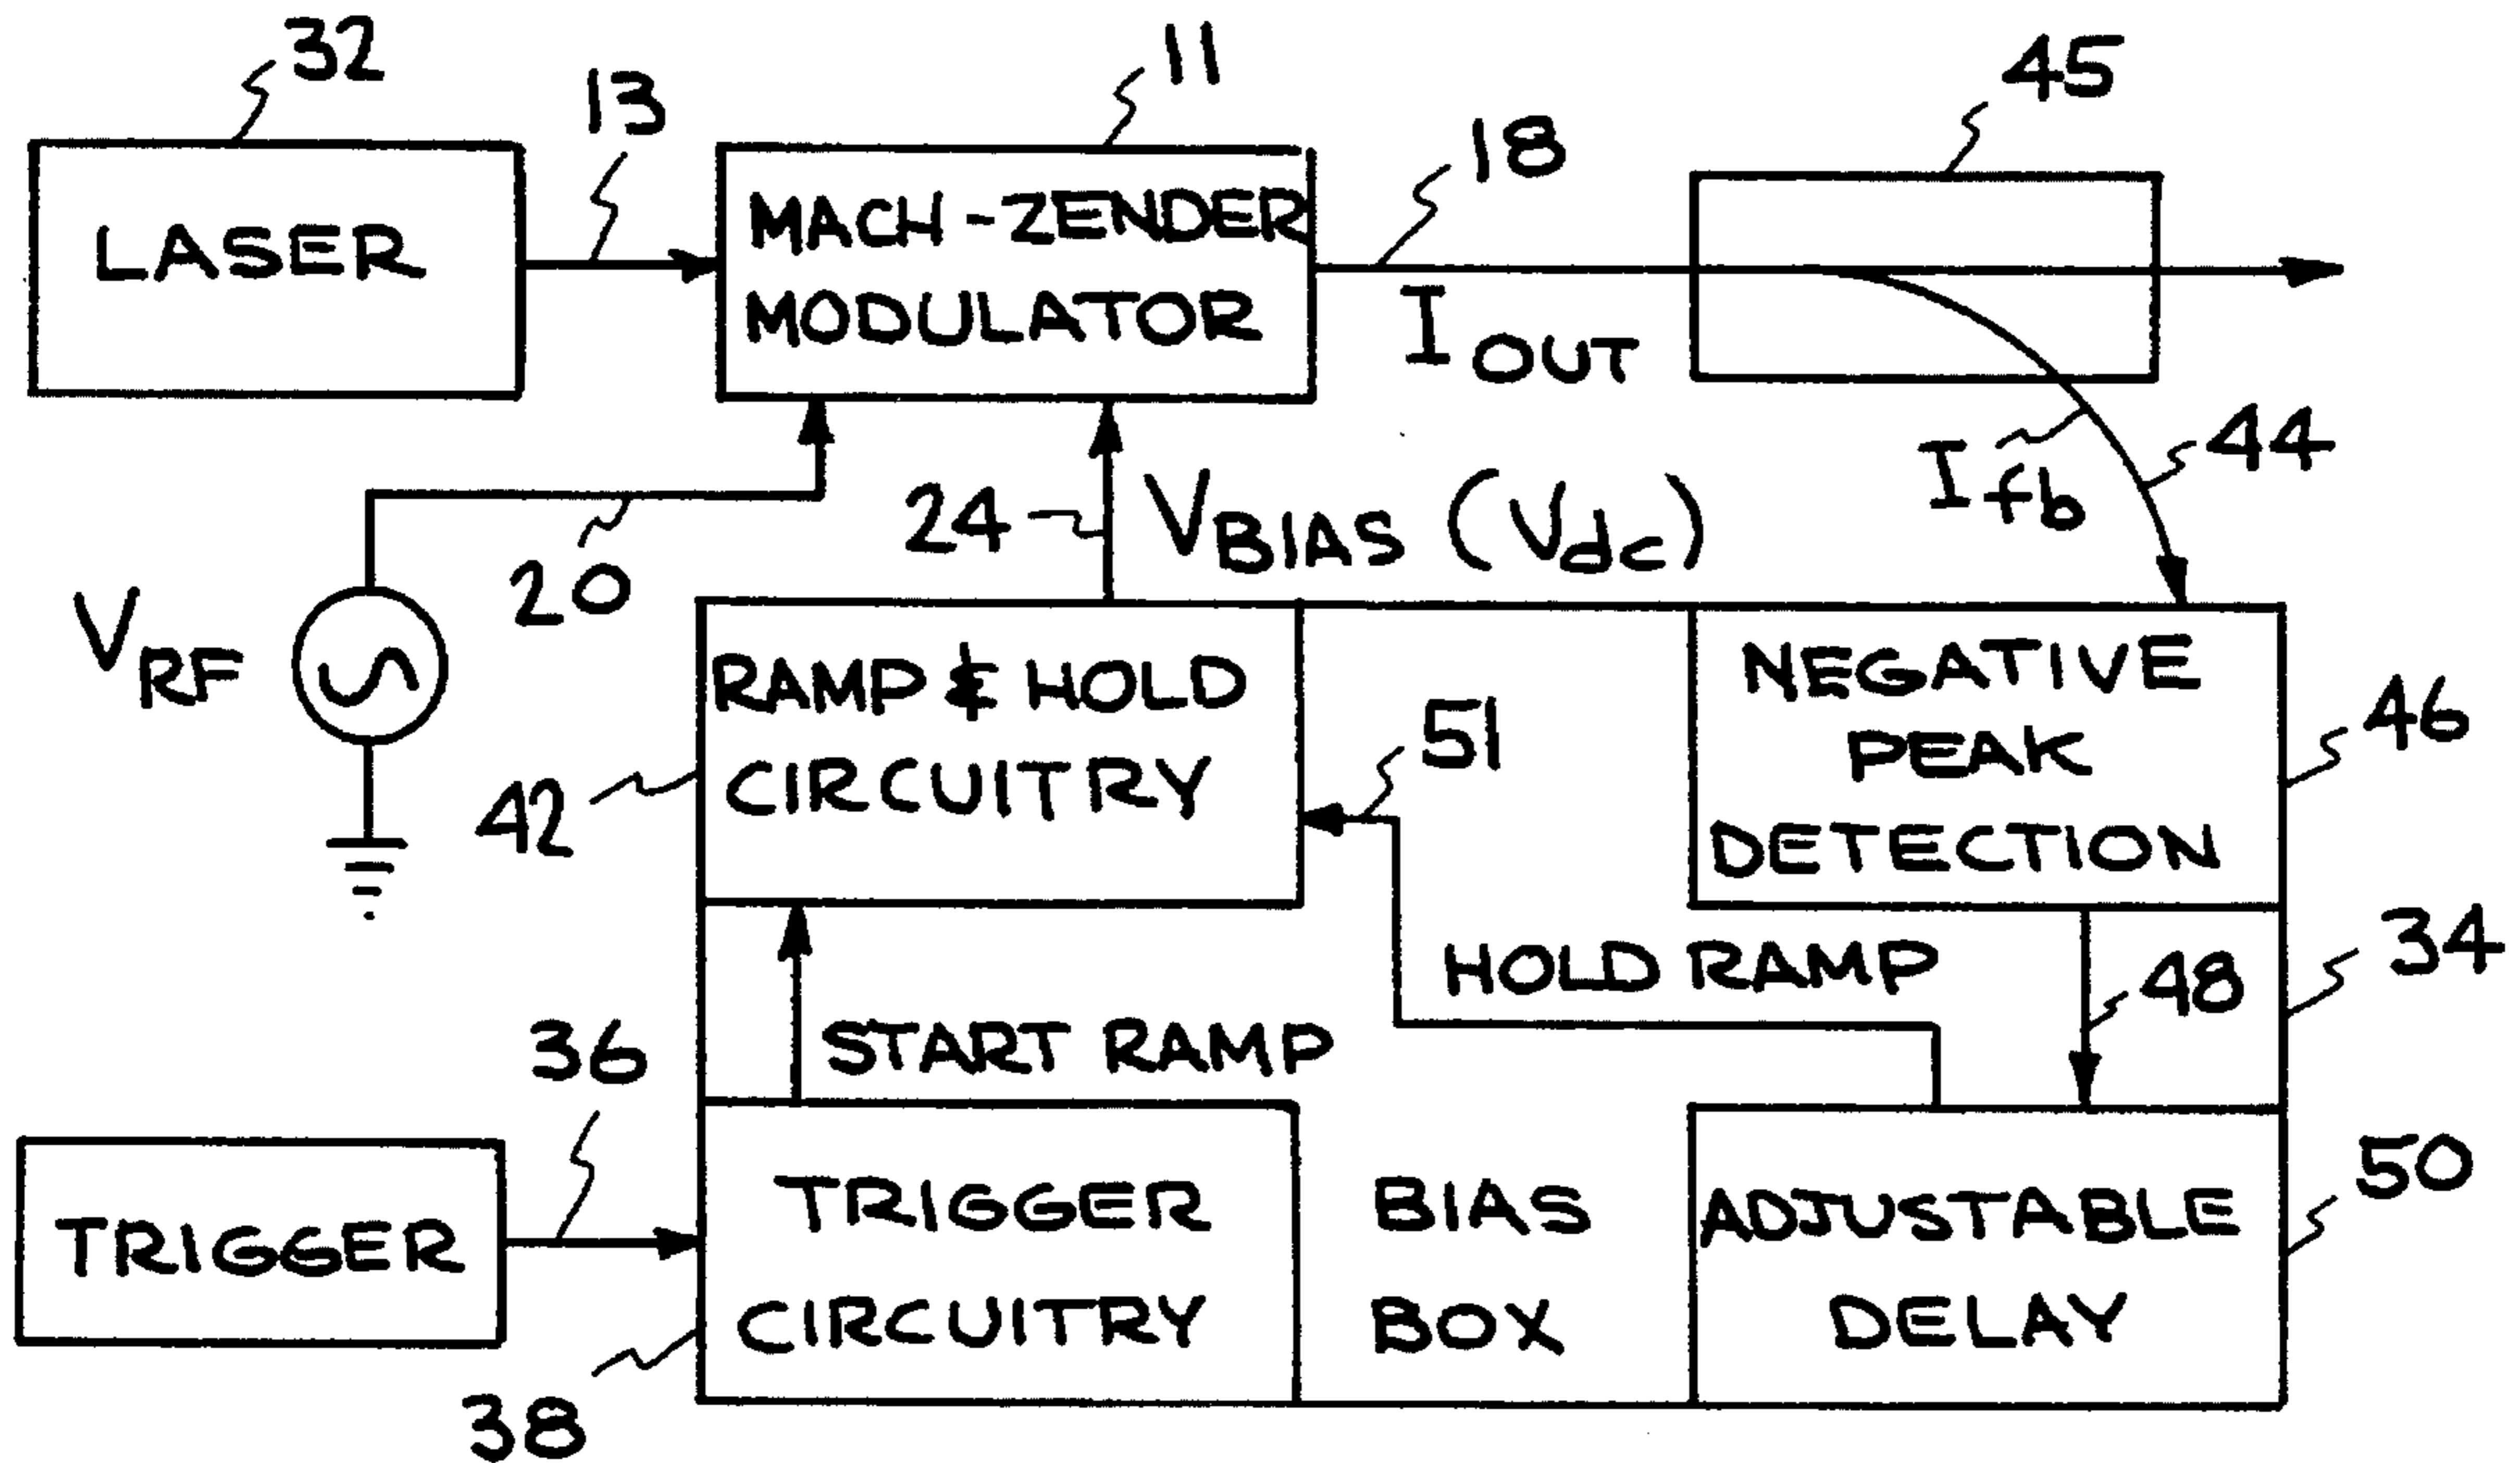 32
13
11
18
45
LASER
MACH-ZENDER
MODULATOR
I OUT
I fb
44
24
VBIAS (Vdc)
20
VRF
RAMP & HOLD
CIRCUITRY
42
51
NEGATIVE
PEAK
DETECTION
46
HOLD RAMP
48
34
START RAMP
36
TRIGGER
TRIGGER
CIRCUITRY
38
BIAS
BOX
ADJUSTABLE
DELAY
50